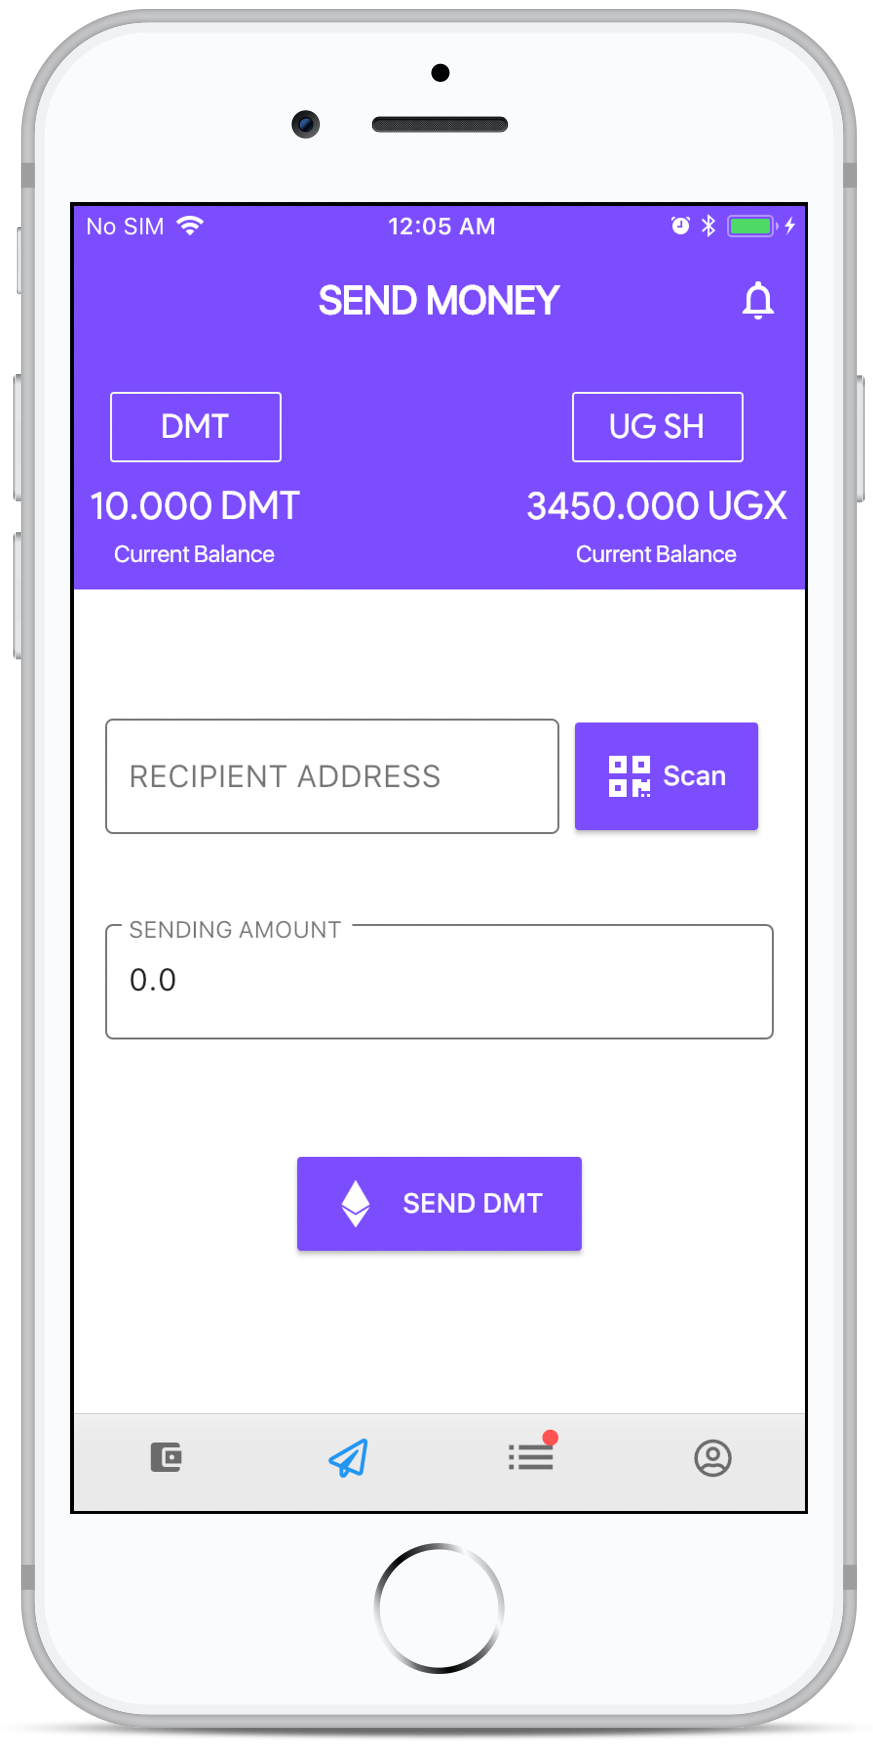 No SIM 12:05 AM
SEND MONEY
DMT UG SH
10.000 DMT 3450.000 UGX
Current Balance Current Balance
RECIPIENT ADDRESS Scan
SENDING AMOUNT
0.0
SEND DMT